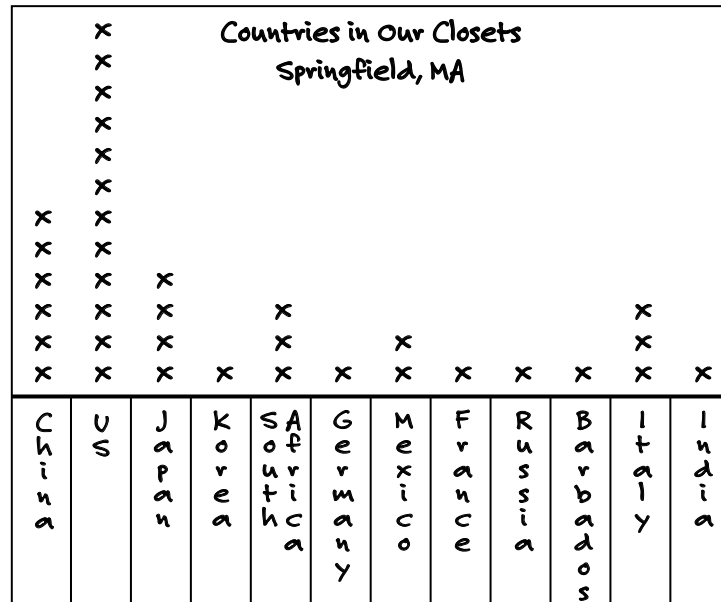 Countries in Our Closets
Springfield, MA
China
US
Japan
Korea
South Africa
Germany
Mexico
France
Russia
Barbados
Italy
India